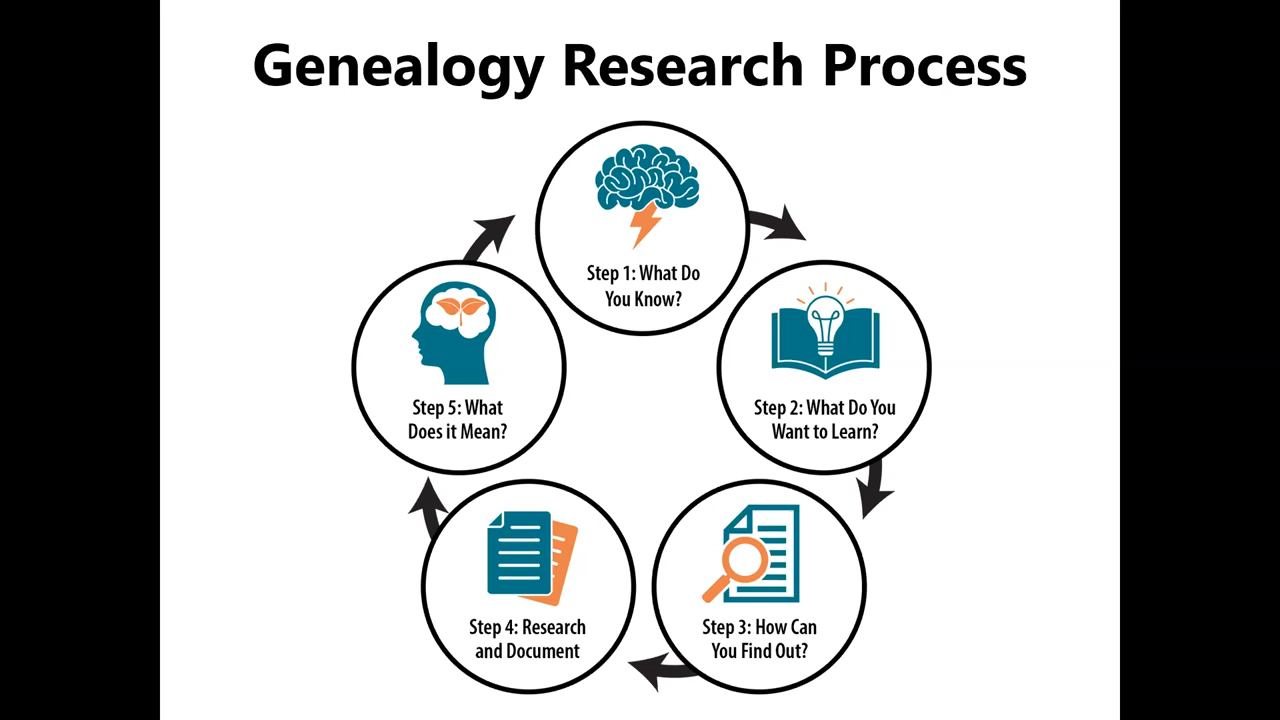 Genealogy Research Process
Step 1: What Do
You Know?
Step 2: What Do You
Want to Learn?
Step 3: How Can
You Find Out?
Step 4: Research
and Document
Step 5: What
Does it Mean?